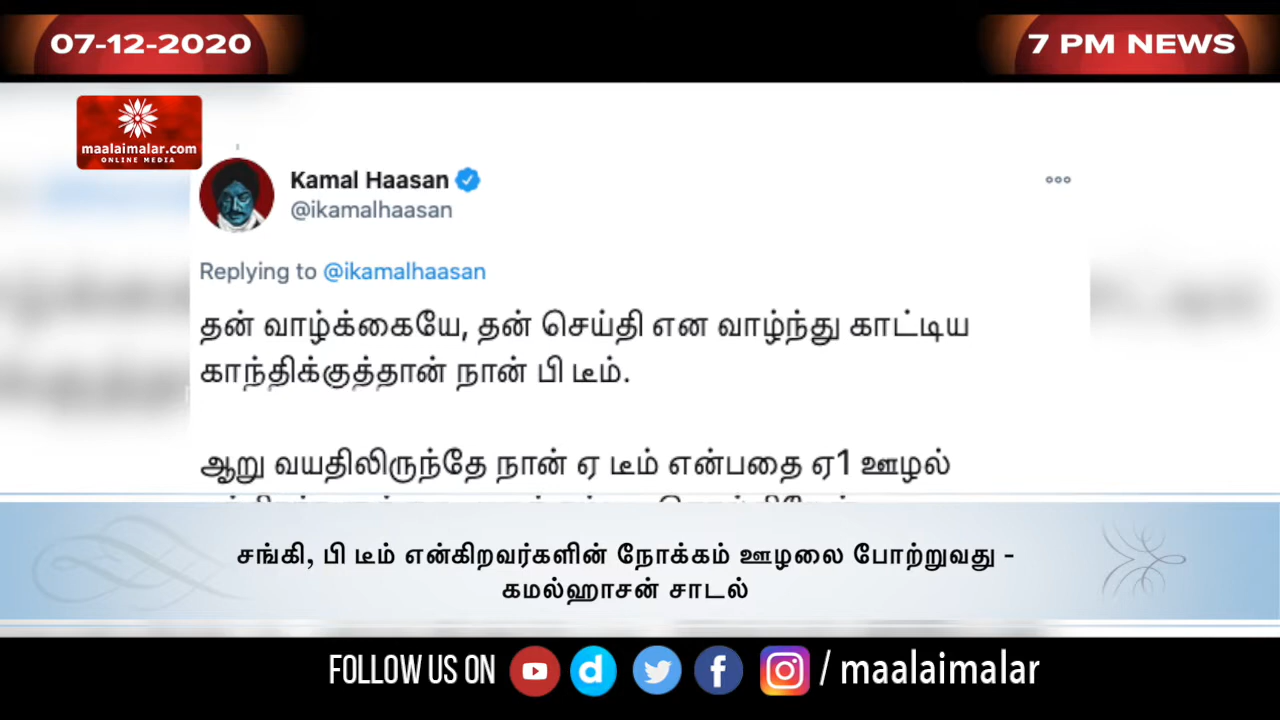 07-12-2020
7 PM NEWS
maalaimalar.com
ONLINE MEDIA
Kamal Haasan
@ikamalhaasan
Replying to @ikamalhaasan
தன் வாழ்க்கையே, தன் செய்தி என வாழ்ந்து காட்டிய
காந்திக்குத்தான் நான் பி டீம்.
ஆறு வயதிலிருந்தே நான் ஏ டீம் என்பதை ஏ1 ஊழல்
சங்கி, பி டீம் என்கிறவர்களின் நோக்கம் ஊழலை போற்றுவது -
கமல்ஹாசன் சாடல்
FOLLOW US ON / maalaimalar